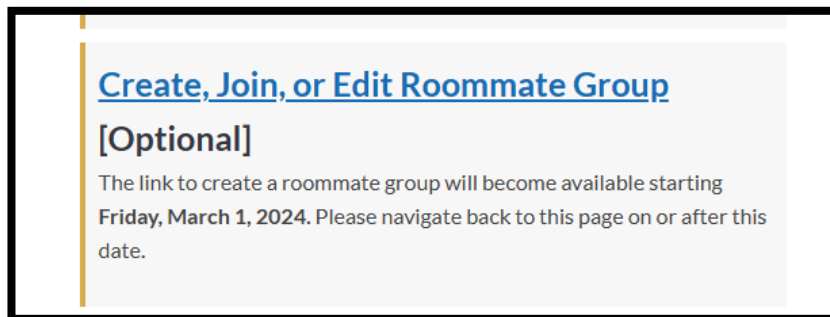 Create, Join, or Edit Roommate Group
[Optional]
The link to create a roommate group will become available starting
Friday, March 1, 2024. Please navigate back to this page on or after this
date.